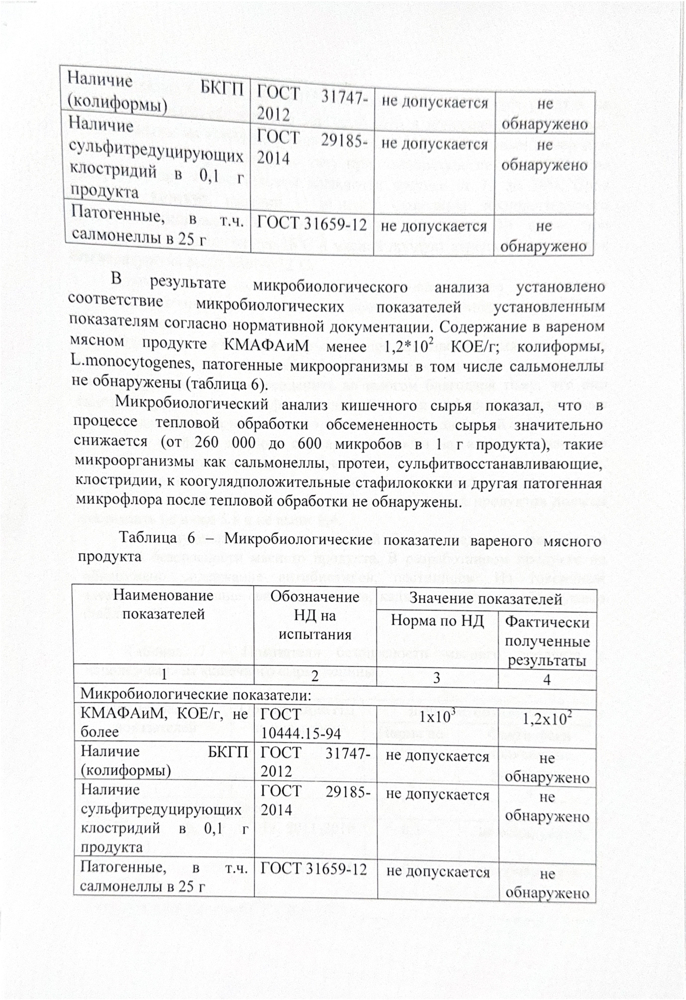 Наличие БКГП ГОСТ 31747- не допускается не
(колиформы) 2012 обнаружено
Наличие ГОСТ 29185- не допускается не
сульфитредуцирующих 2014 обнаружено
клостридий в 0,1 г
продукта
Патогенные, в т.ч. ГОСТ 31659-12 не допускается не
салмонеллы в 25 г обнаружено
В результате микробиологического анализа установлено
соответствие микробиологических показателей установленным
показателям согласно нормативной документации. Содержание в вареном
мясном продукте КМАФАиМ менее 1,2*10² КОЕ/г; колиформы,
L.monocytogenes, патогенные микроорганизмы в том числе сальмонеллы
не обнаружены (таблица 6).
Микробиологический анализ кишечного сырья показал, что в
процессе тепловой обработки обсемененность сырья значительно
снижается (от 260 000 до 600 микробов в 1 г продукта), такие
микроорганизмы как сальмонеллы, протеи, сульфитвосстанавливающие,
клостридии, к коогулядположительные стафилококки и другая патогенная
микрофлора после тепловой обработки не обнаружены.
Таблица 6 – Микробиологические показатели вареного мясного
продукта
Наименование Обозначение Значение показателей
показателей НД на Норма по НД Фактически
испытания полученные
результаты
1 2 3 4
Микробиологические показатели:
КМАФАиМ, КОЕ/г, не ГОСТ 1х10³ 1,2х10²
более 10444.15-94
Наличие БКГП ГОСТ 31747- не допускается не
(колиформы) 2012 обнаружено
Наличие ГОСТ 29185- не допускается не
сульфитредуцирующих 2014 обнаружено
клостридий в 0,1 г
продукта
Патогенные, в т.ч. ГОСТ 31659-12 не допускается не
салмонеллы в 25 г обнаружено